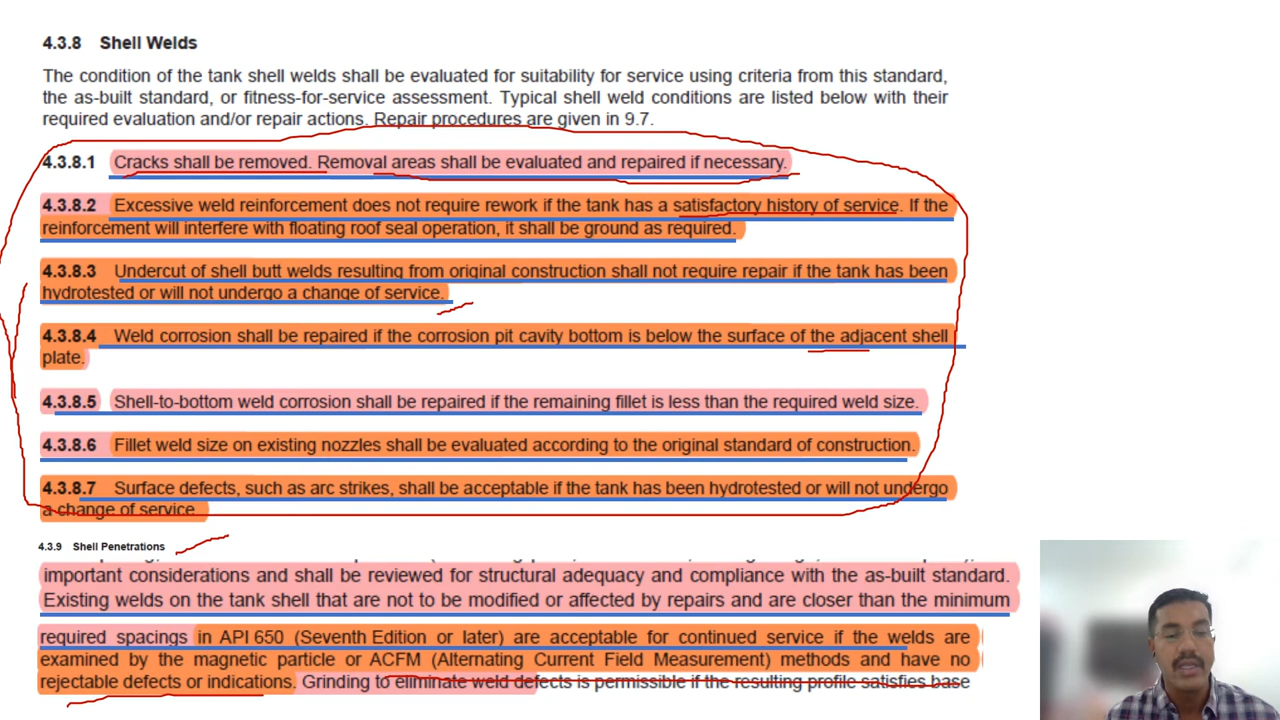 4.3.8 Shell Welds
The condition of the tank shell welds shall be evaluated for suitability for service using criteria from this standard,
the as-built standard, or fitness-for-service assessment. Typical shell weld conditions are listed below with their
required evaluation and/or repair actions. Repair procedures are given in 9.7.
4.3.8.1 Cracks shall be removed. Removal areas shall be evaluated and repaired if necessary.
4.3.8.2 Excessive weld reinforcement does not require rework if the tank has a satisfactory history of service. If the
reinforcement will interfere with floating roof seal operation, it shall be ground as required.
4.3.8.3 Undercut of shell butt welds resulting from original construction shall not require repair if the tank has been
hydrotested or will not undergo a change of service.
4.3.8.4 Weld corrosion shall be repaired if the corrosion pit cavity bottom is below the surface of the adjacent shell
plate.
4.3.8.5 Shell-to-bottom weld corrosion shall be repaired if the remaining fillet is less than the required weld size.
4.3.8.6 Fillet weld size on existing nozzles shall be evaluated according to the original standard of construction.
4.3.8.7 Surface defects, such as arc strikes, shall be acceptable if the tank has been hydrotested or will not undergo
a change of service
4.3.9 Shell Penetrations
important considerations and shall be reviewed for structural adequacy and compliance with the as-built standard.
Existing welds on the tank shell that are not to be modified or affected by repairs and are closer than the minimum
required spacings in API 650 (Seventh Edition or later) are acceptable for continued service if the welds are
examined by the magnetic particle or ACFM (Alternating Current Field Measurement) methods and have no
rejectable defects or indications. Grinding to eliminate weld defects is permissible if the resulting profile satisfies base